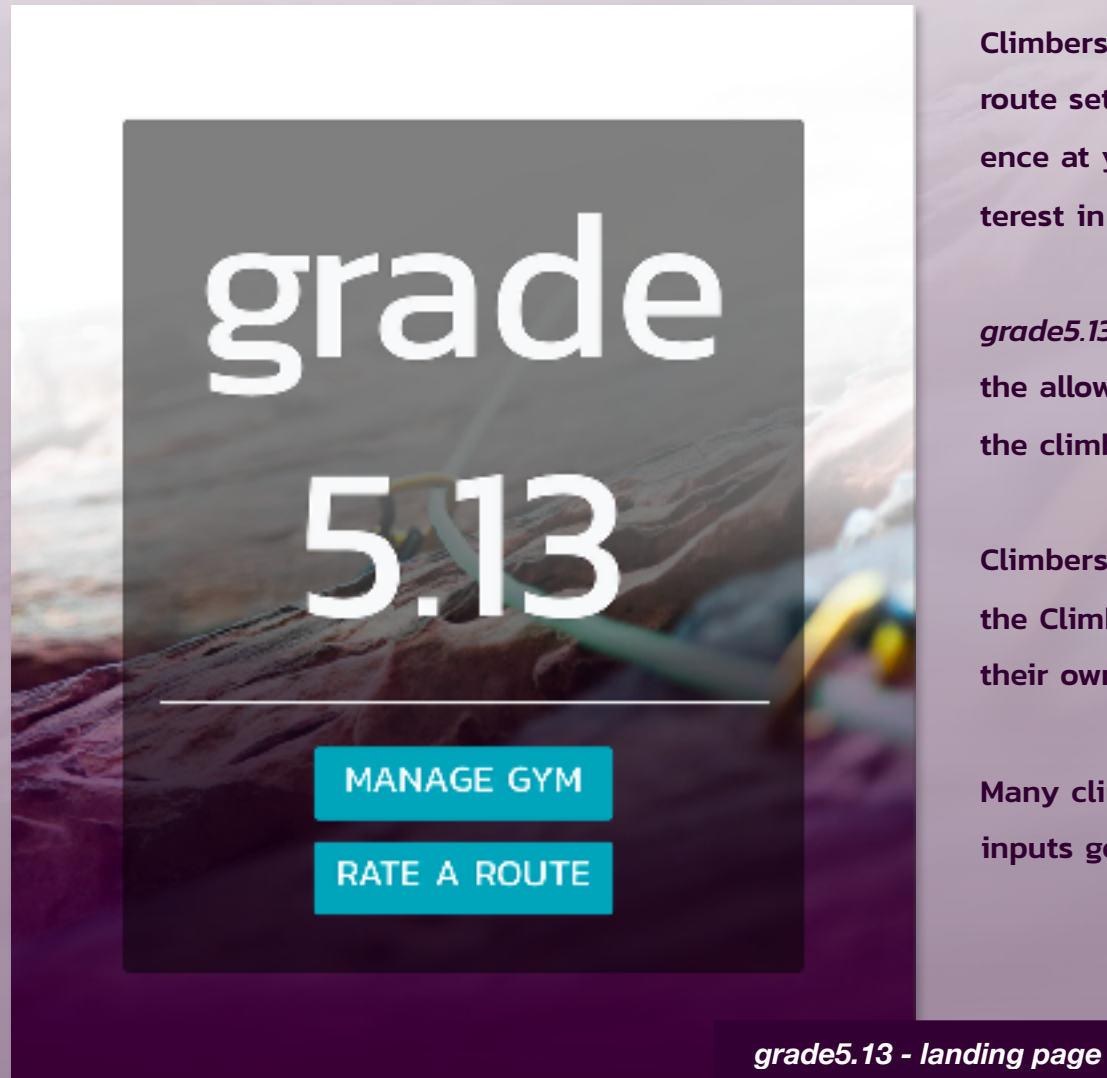 grade
5.13
MANAGE GYM
RATE A ROUTE
grade5.13 - landing page
Climbers
route set
ence at
terest in
grade5.13
the allow
the climb
Climbers
the Climb
their own
Many cli
inputs g